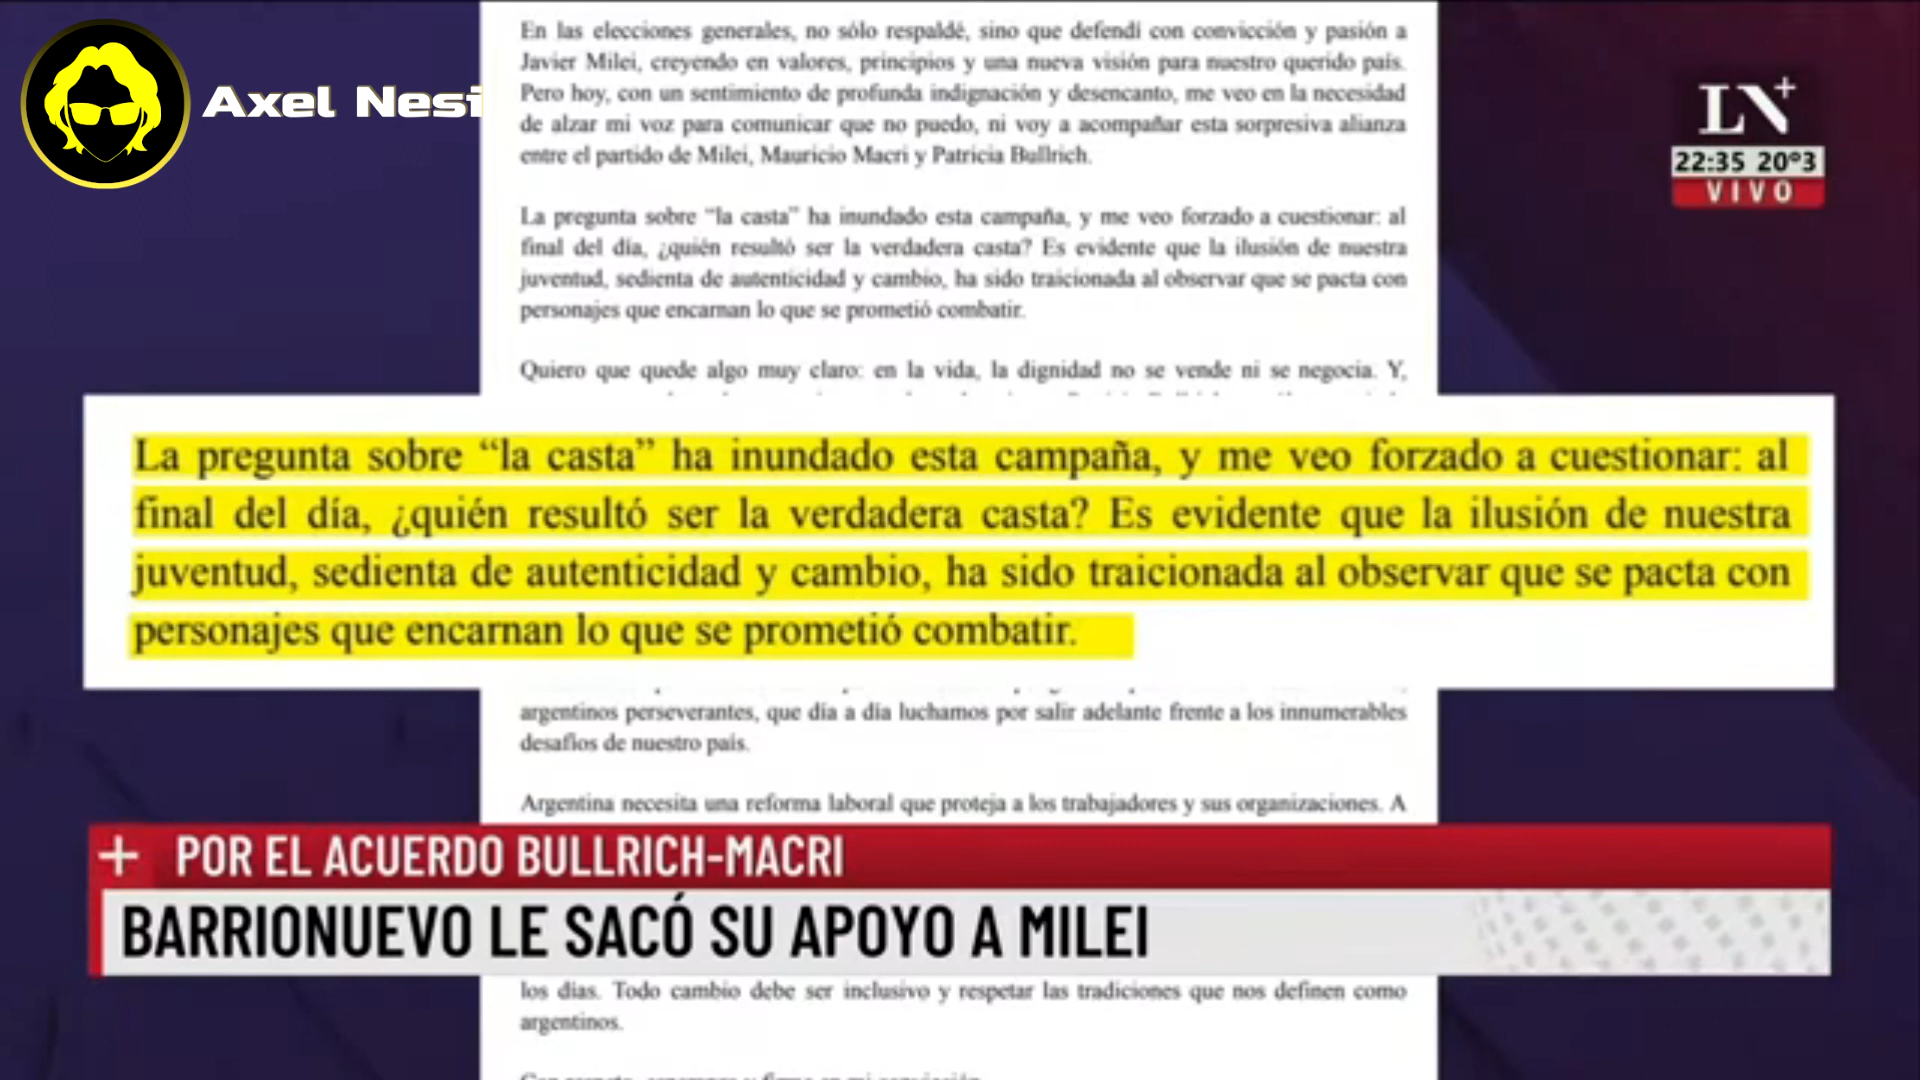 Axel Nesi
LN+
22:35 20°3
VIVO
En las elecciones generales, no sólo respaldé, sino que defendí con convicción y pasión a
Javier Milei, creyendo en valores, principios y una nueva visión para nuestro querido país.
Pero hoy, con un sentimiento de profunda indignación y desencanto, me veo en la necesidad
de alzar mi voz para comunicar que no puedo, ni voy a acompañar esta sorpresiva alianza
entre el partido de Milei, Mauricio Macri y Patricia Bullrich.
La pregunta sobre “la casta” ha inundado esta campaña, y me veo forzado a cuestionar: al
final del día, ¿quién resultó ser la verdadera casta? Es evidente que la ilusión de nuestra
juventud, sedienta de autenticidad y cambio, ha sido traicionada al observar que se pacta con
personajes que encarnan lo que se prometió combatir.
Quiero que quede algo muy claro: en la vida, la dignidad no se vende ni se negocia. Y,
La pregunta sobre “la casta” ha inundado esta campaña, y me veo forzado a cuestionar: al
final del día, ¿quién resultó ser la verdadera casta? Es evidente que la ilusión de nuestra
juventud, sedienta de autenticidad y cambio, ha sido traicionada al observar que se pacta con
personajes que encarnan lo que se prometió combatir.
argentinos perseverantes, que día a día luchamos por salir adelante frente a los innumerables
desafíos de nuestro país.
Argentina necesita una reforma laboral que proteja a los trabajadores y sus organizaciones. A
+ POR EL ACUERDO BULLRICH-MACRI
BARRIONUEVO LE SACÓ SU APOYO A MILEI
los días. Todo cambio debe ser inclusivo y respetar las tradiciones que nos definen como
argentinos.